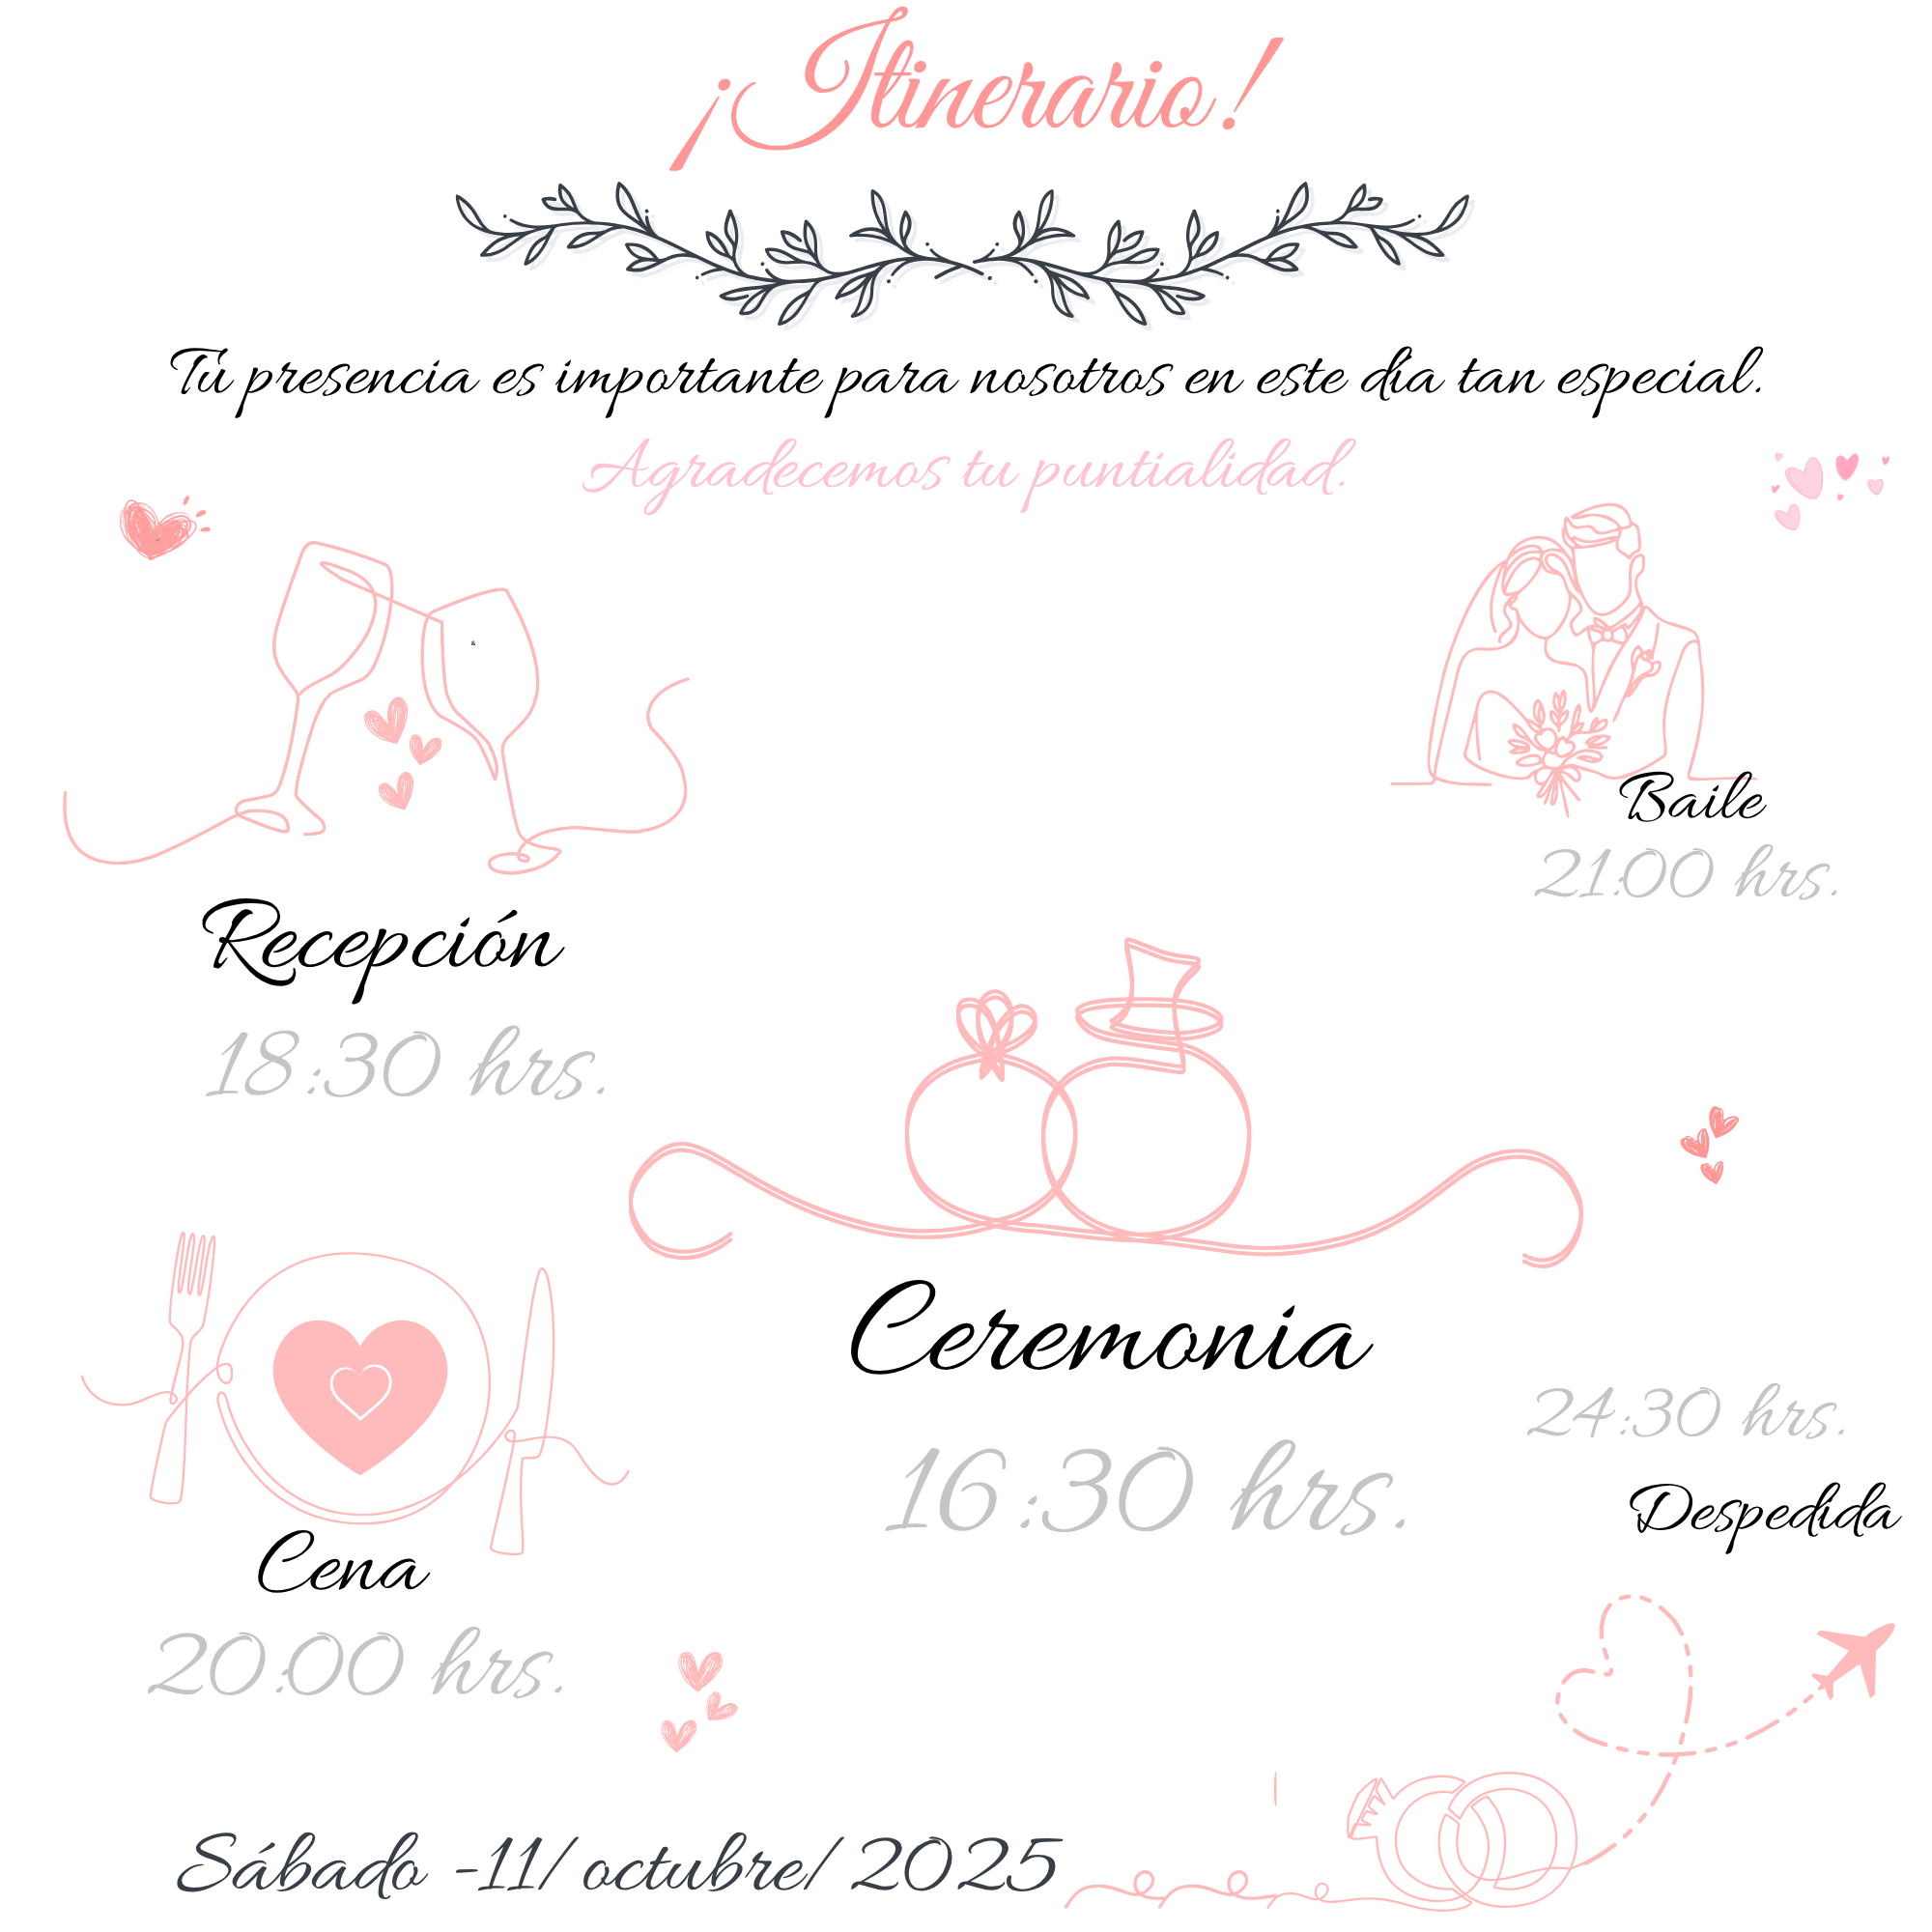 ¡Itinerario!
Tu presencia es importante para nosotros en este día tan especial.
Agradecemos tu puntialidad.
Baile
21:00 hrs.
Recepción
18:30 hrs.
Ceremonia
16:30 hrs.
24:30 hrs.
Despedida
Cena
20:00 hrs.
Sábado -11/ octubre/ 2025